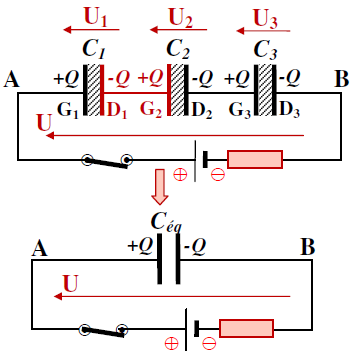 U1 U2 U3
C1 C2 C3
A +Q -Q +Q -Q +Q -Q B
G1 D1 G2 D2 G3 D3
U
⊕ ⊖
Céq
A +Q -Q B
U
⊕ ⊖